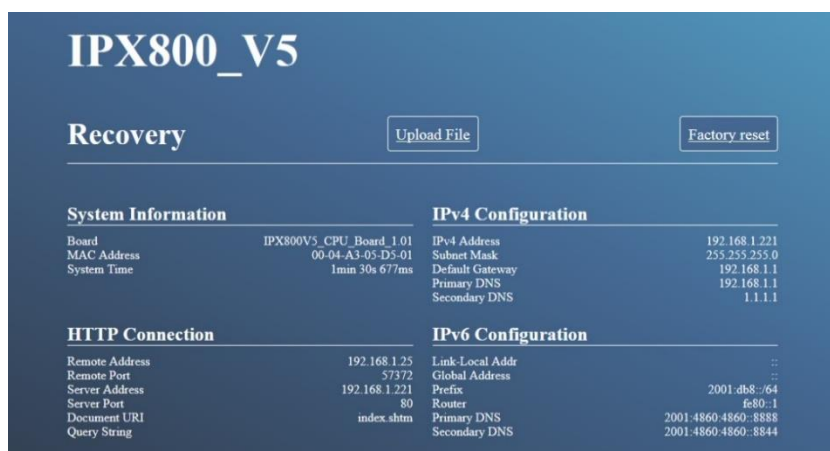 IPX800_V5
Recovery
Upload File
Factory reset
System Information
Board IPX800V5_CPU_Board_1.01
MAC Address 00-04-A3-05-D5-01
System Time 1min 30s 677ms
IPv4 Configuration
IPv4 Address 192.168.1.221
Subnet Mask 255.255.255.0
Default Gateway 192.168.1.1
Primary DNS 192.168.1.1
Secondary DNS 1.1.1.1
HTTP Connection
Remote Address 192.168.1.25
Remote Port 57372
Server Address 192.168.1.221
Server Port 80
Document URI index.shtm
Query String
IPv6 Configuration
Link-Local Addr ::
Global Address ::
Prefix 2001:db8::/64
Router fe80::1
Primary DNS 2001:4860:4860::8888
Secondary DNS 2001:4860:4860::8844